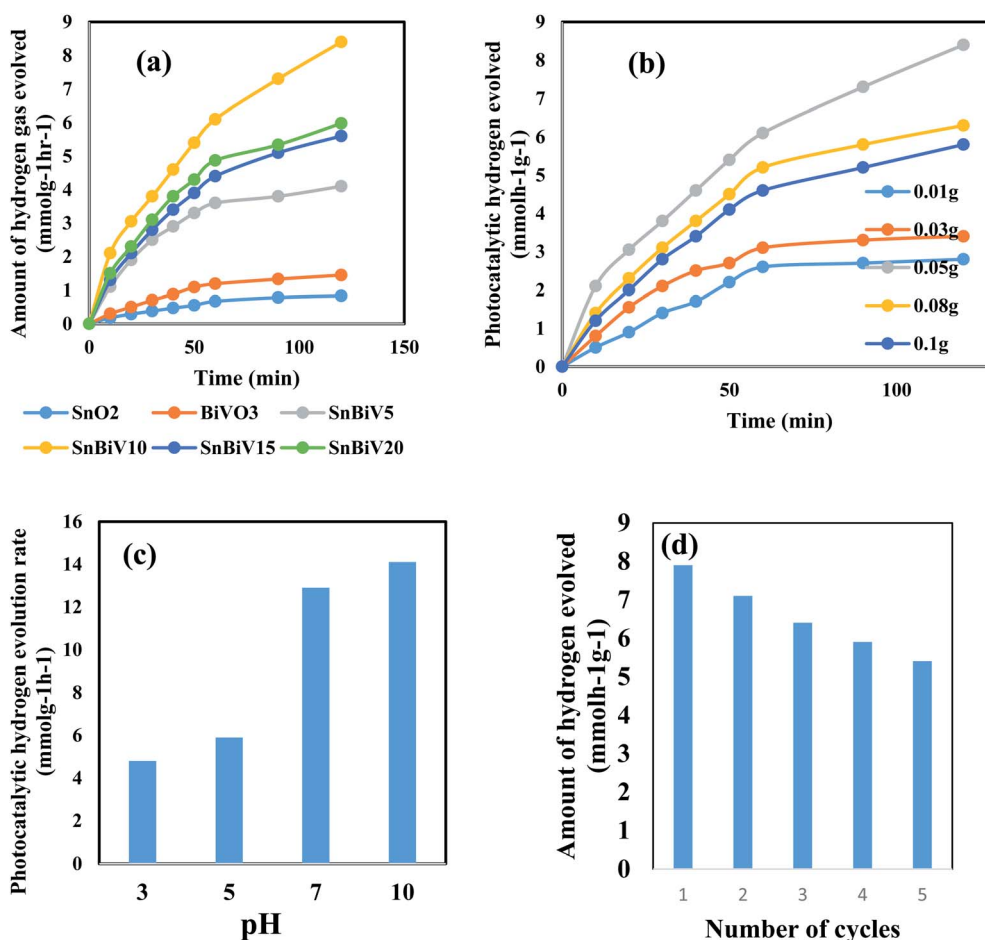 (a)
Amount of hydrogen gas evolved
(mmolg-1hr-1)
9
8
7
6
5
4
3
2
1
0
0 50 100 150
Time (min)
SnO2 BiVO3 SnBiV5
SnBiV10 SnBiV15 SnBiV20
(b)
Photocatalytic hydrogen evolved
(mmolh-1g-1)
9
8
7
6
5
4
3
2
1
0
0 50 100
Time (min)
0.01g
0.03g
0.05g
0.08g
0.1g
(c)
Photocatalytic hydrogen evolution rate
(mmolg-1h-1)
16
14
12
10
8
6
4
2
0
3 5 7 10
pH
(d)
Amount of hydrogen evolved
(mmolh-1g-1)
9
8
7
6
5
4
3
2
1
0
1 2 3 4 5
Number of cycles